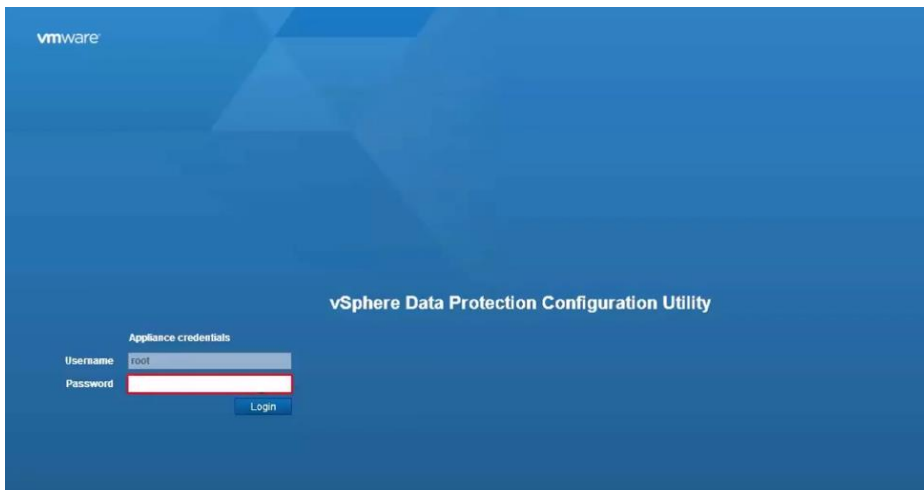 vmware
vSphere Data Protection Configuration Utility
Appliance credentials
Username root
Password
Login